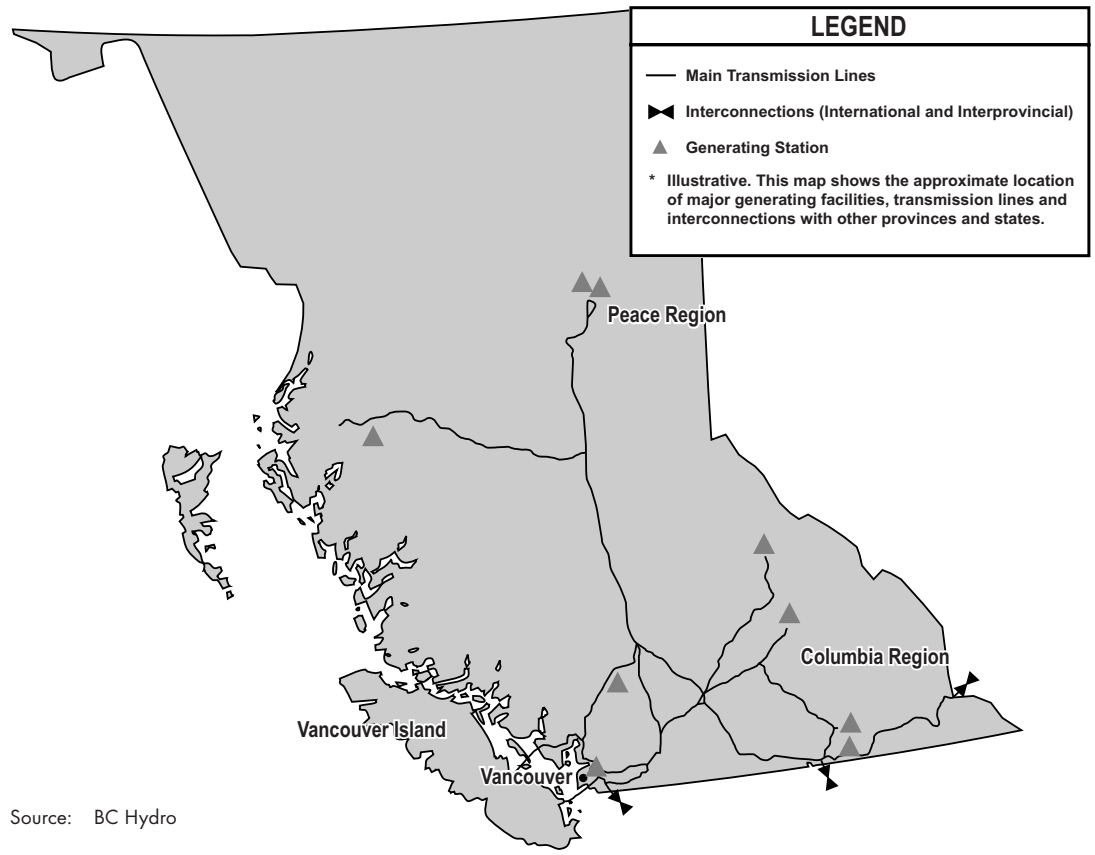 LEGEND
Main Transmission Lines
Interconnections (International and Interprovincial)
Generating Station
* Illustrative. This map shows the approximate location
of major generating facilities, transmission lines and
interconnections with other provinces and states.
Peace Region
Columbia Region
Vancouver Island
Vancouver
Source: BC Hydro